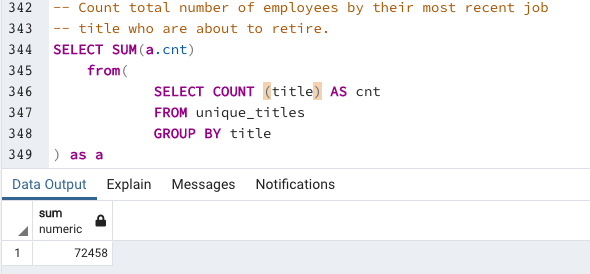 342 -- Count total number of employees by their most recent job
343 -- title who are about to retire.
344 SELECT SUM(a.cnt)
345 from(
346 SELECT COUNT (title) AS cnt
347 FROM unique_titles
348 GROUP BY title
349 ) as a
Data Output Explain Messages Notifications
sum
numeric
1 72458